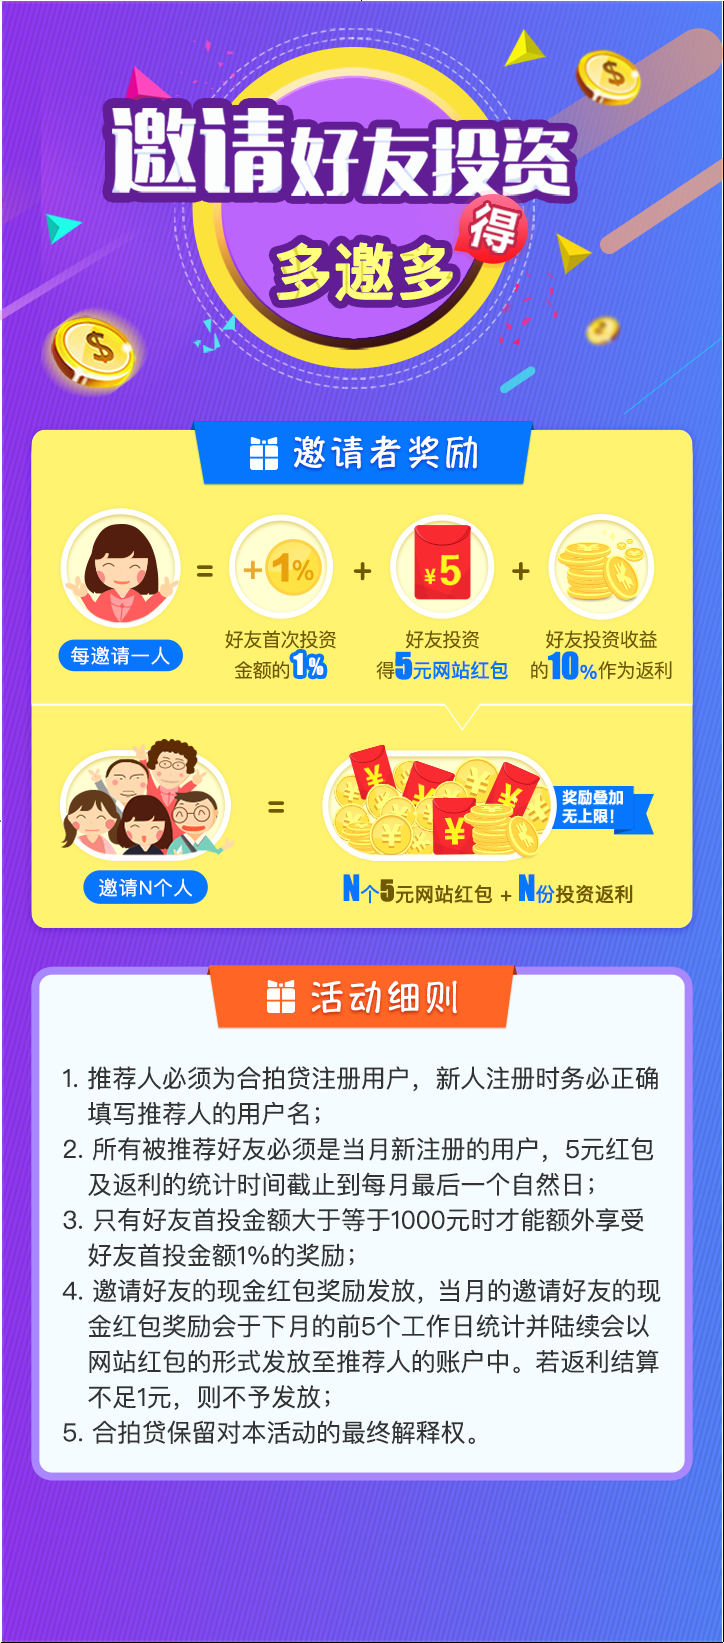 邀请好友投资
得
多邀多
邀请者奖励
+1%
¥5
=
+
+
每邀请一人
好友首次投资
金额的1%
好友投资
得5元网站红包
好友投资收益
的10%作为返利
=
奖励叠加
无上限！
邀请N个人
N个5元网站红包 + N份投资返利
活动细则
1. 推荐人必须为合拍贷注册用户，新人注册时务必正确
填写推荐人的用户名；
2. 所有被推荐好友必须是当月新注册的用户，5元红包
及返利的统计时间截止到每月最后一个自然日；
3. 只有好友首投金额大于等于1000元时才能额外享受
好友首投金额1%的奖励；
4. 邀请好友的现金红包奖励发放，当月的邀请好友的现
金红包奖励会于下月的前5个工作日统计并陆续会以
网站红包的形式发放至推荐人的账户中。若返利结算
不足1元，则不予发放；
5. 合拍贷保留对本活动的最终解释权。